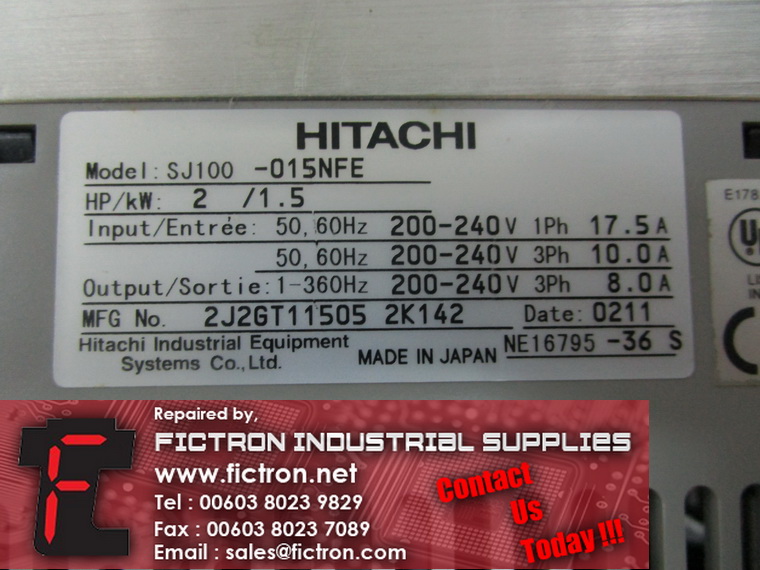 HITACHI
Model: SJ100 -015NFE
HP/kW: 2 /1.5
Input/Entrée: 50,60Hz 200-240V 1Ph 17.5A
50,60Hz 200-240V 3Ph 10.0A
Output/Sortie:1-360Hz 200-240V 3Ph 8.0A
MFG No. 2J2GT11505 2K142 Date: 0211
Hitachi Industrial Equipment
Systems Co.,Ltd. MADE IN JAPAN NE16795 -36 S
E178
Repaired by,
FICTRON INDUSTRIAL SUPPLIES
www.fictron.net
Tel : 00603 8023 9829
Fax : 00603 8023 7089
Email : sales@fictron.com
Contact
Us
Today !!!